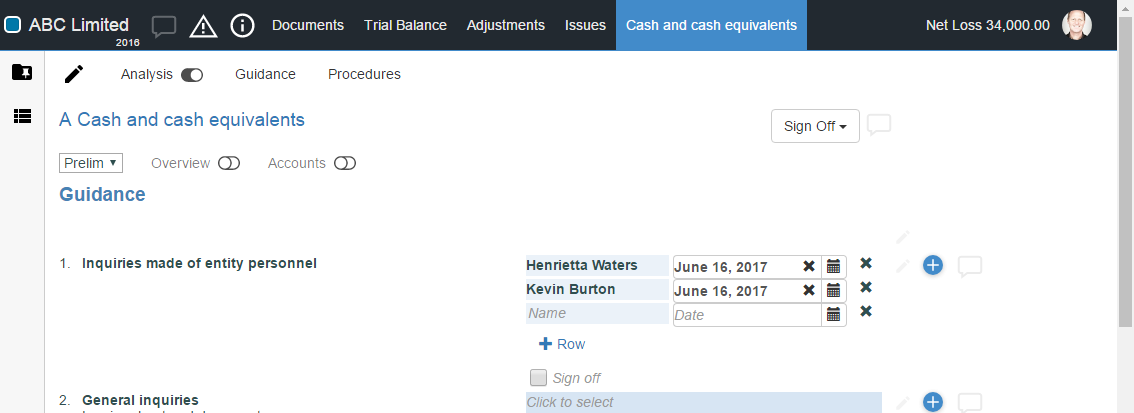 ABC Limited Documents Trial Balance Adjustments Issues Cash and cash equivalents Net Loss 34,000.00
2016
Analysis Guidance Procedures
A Cash and cash equivalents
Sign Off
Prelim Overview Accounts
Guidance
1. Inquiries made of entity personnel Henrietta Waters June 16, 2017
Kevin Burton June 16, 2017
Name Date
Row
Sign off
2. General inquiries Click to select